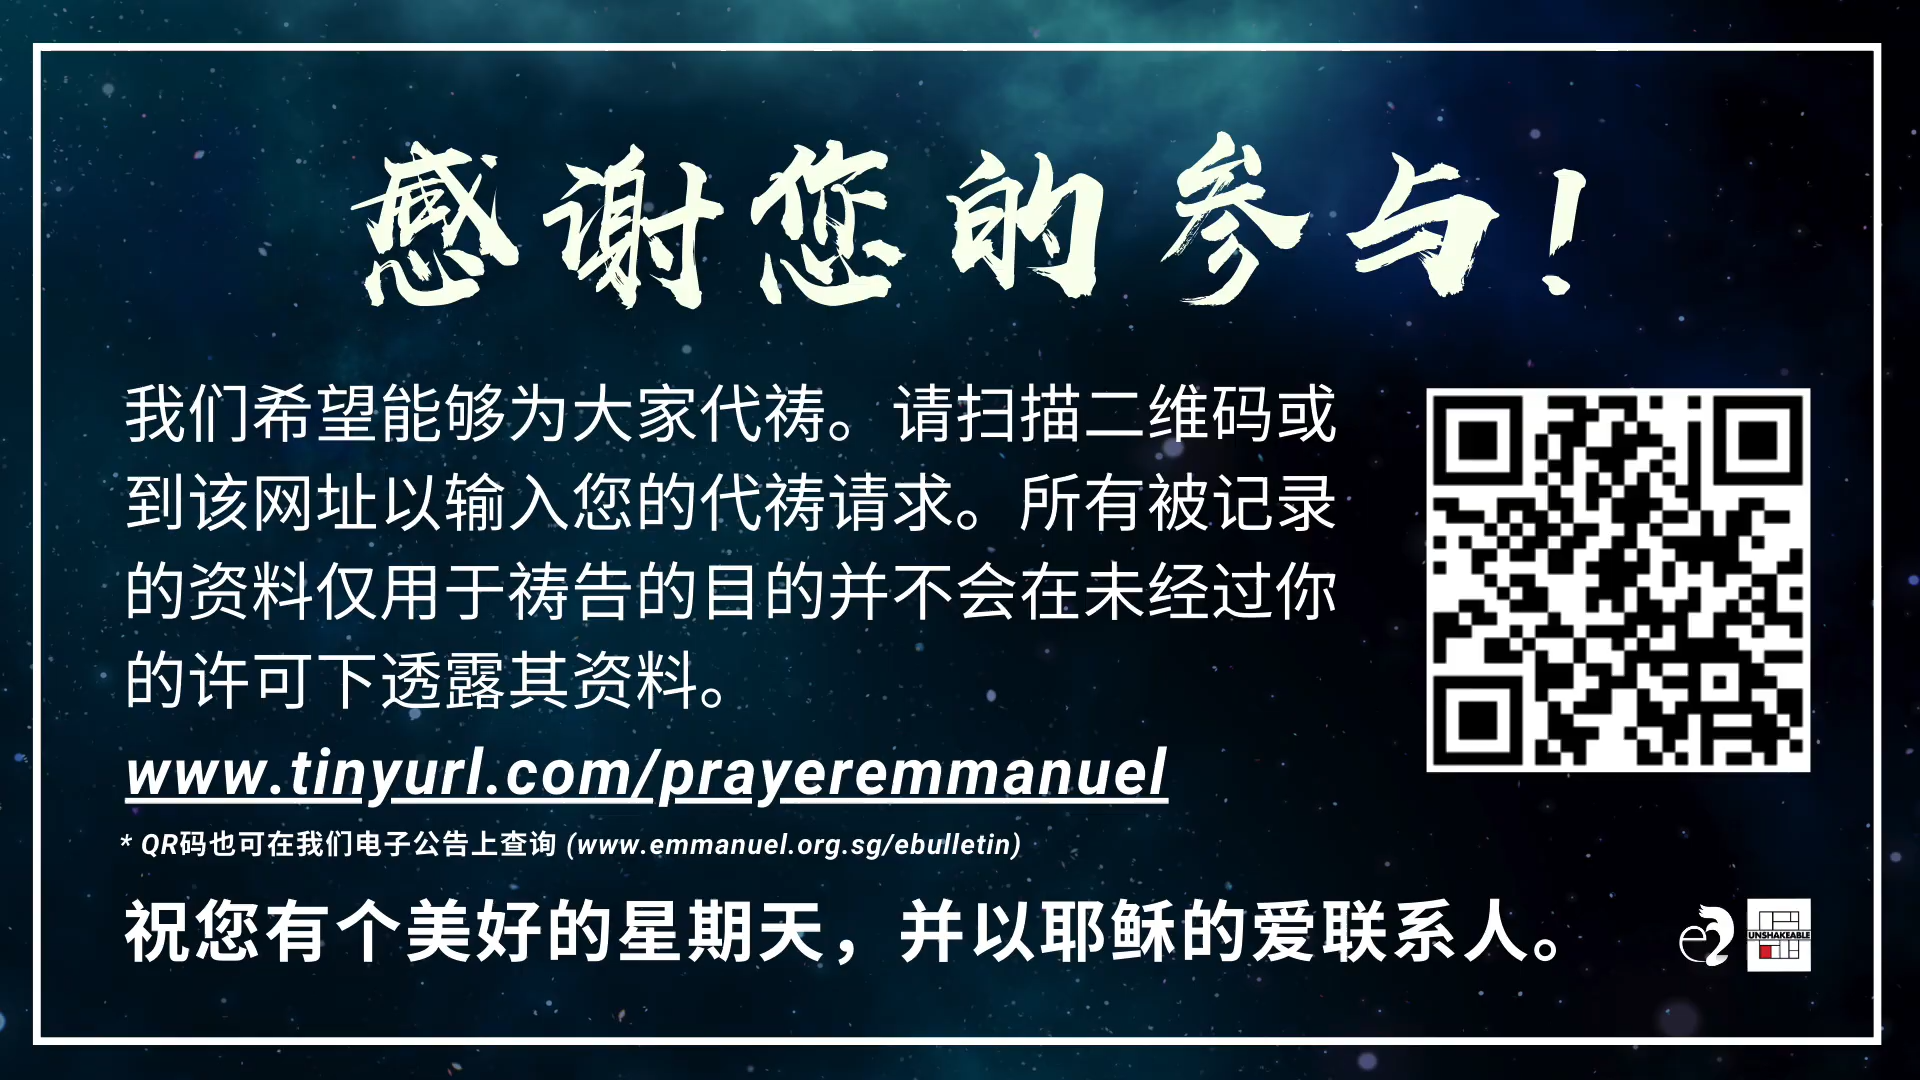 感谢您的参与！
我们希望能够为大家代祷。请扫描二维码或
到该网址以输入您的代祷请求。所有被记录
的资料仅用于祷告的目的并不会在未经过你
的许可下透露其资料。
www.tinyurl.com/prayeremmanuel
* QR码也可在我们电子公告上查询 (www.emmanuel.org.sg/ebulletin)
祝您有个美好的星期天，并以耶稣的爱联系人。
e2
UNSHAKEABLE